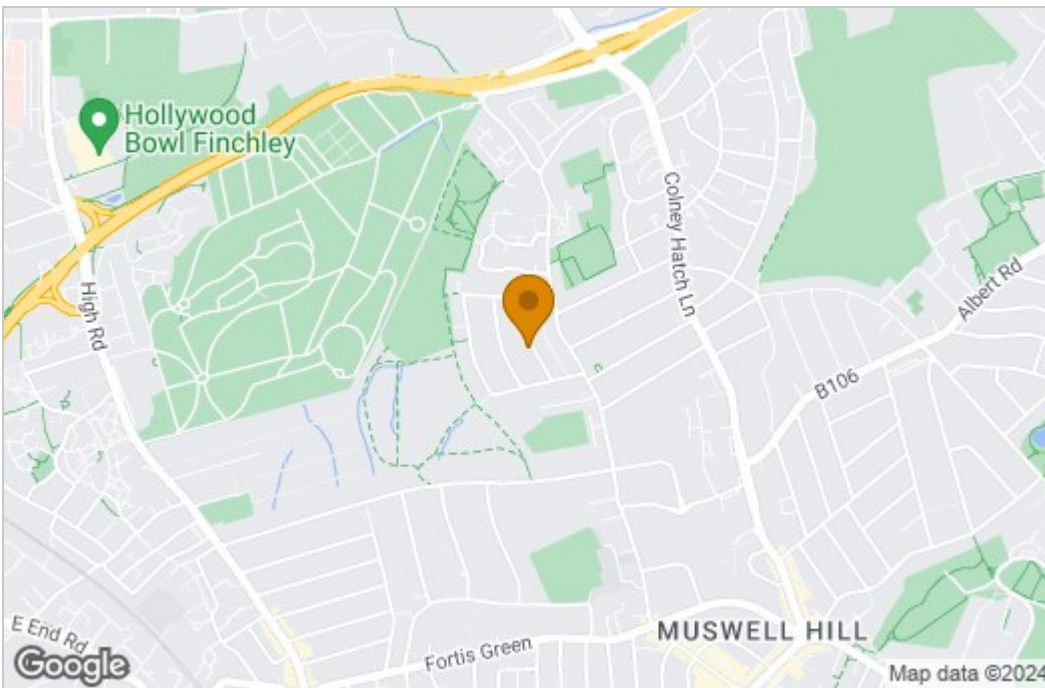 Hollywood
Bowl Finchley
Colney Hatch Ln
High Rd
Albert Rd
B106
E End Rd
Fortis Green
MUSWELL HILL
Google
Map data ©2024